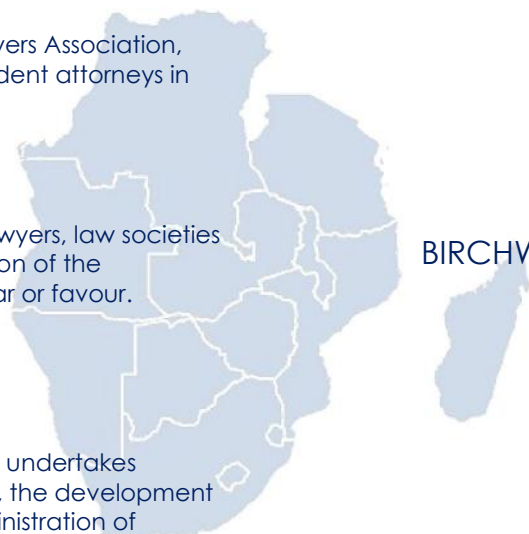 yers Association,
dent attorneys in
wyers, law societies
on of the
ar or favour.
BIRCHW
undertakes
, the development
inistration of